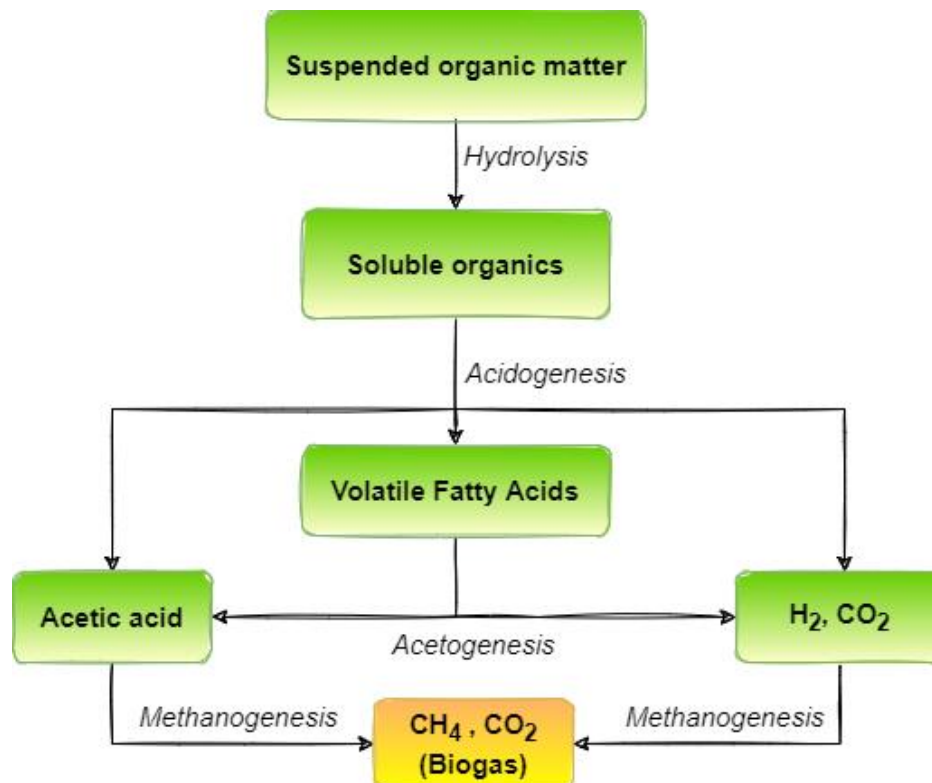 Suspended organic matter
Hydrolysis
Soluble organics
Acidogenesis
Volatile Fatty Acids
Acetic acid
H₂, CO₂
Acetogenesis
Methanogenesis
CH₄ , CO₂
(Biogas)
Methanogenesis